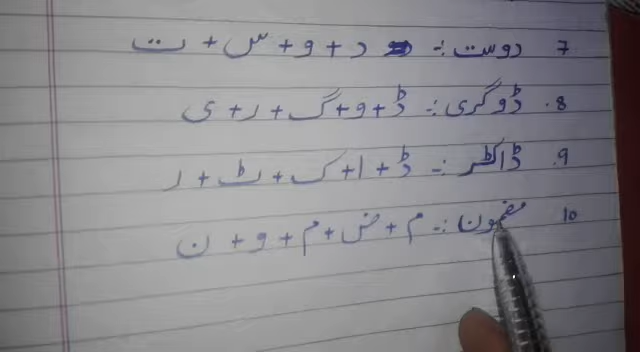 7 دوست :- د + و + س + ت
8. ڈوگری :- ڈ + و + گ + ر + ی
9. ڈاکٹر :- ڈ + ا + ک + ٹ + ر
10 مضمون :- م + ض + م + و + ن